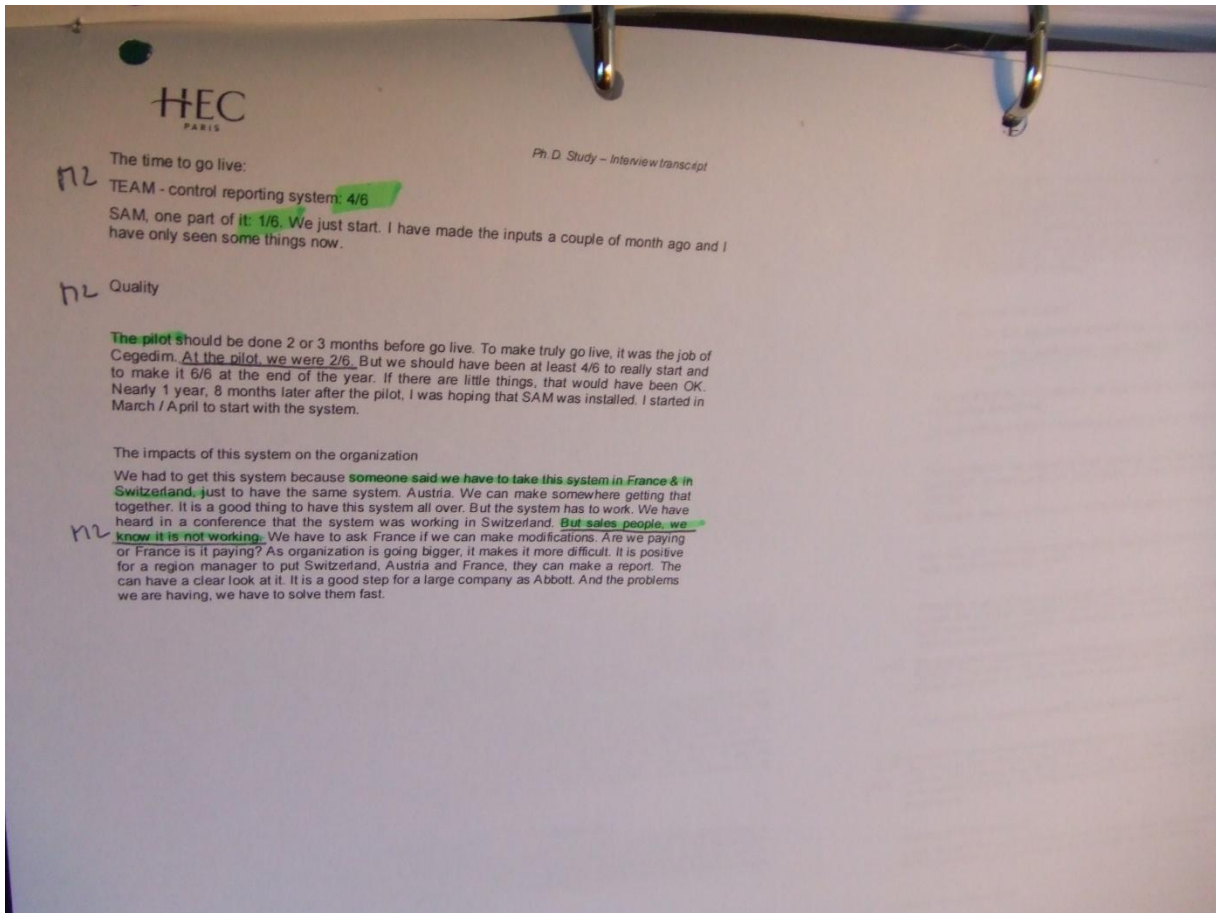 HEC
PARIS
Ph.D. Study – Interview transcript
The time to go live:
M2 TEAM - control reporting system: 4/6
SAM, one part of it: 1/6. We just start. I have made the inputs a couple of month ago and I
have only seen some things now.
M2 Quality
The pilot should be done 2 or 3 months before go live. To make truly go live, it was the job of
Cegedim. At the pilot, we were 2/6. But we should have been at least 4/6 to really start and
to make it 6/6 at the end of the year. If there are little things, that would have been OK.
Nearly 1 year, 8 months later after the pilot, I was hoping that SAM was installed. I started in
March / April to start with the system.
The impacts of this system on the organization
We had to get this system because someone said we have to take this system in France & in
Switzerland, just to have the same system. Austria. We can make somewhere getting that
together. It is a good thing to have this system all over. But the system has to work. We have
heard in a conference that the system was working in Switzerland. But sales people, we
M2 know it is not working. We have to ask France if we can make modifications. Are we paying
or France is it paying? As organization is going bigger, it makes it more difficult. It is positive
for a region manager to put Switzerland, Austria and France, they can make a report. The
can have a clear look at it. It is a good step for a large company as Abbott. And the problems
we are having, we have to solve them fast.